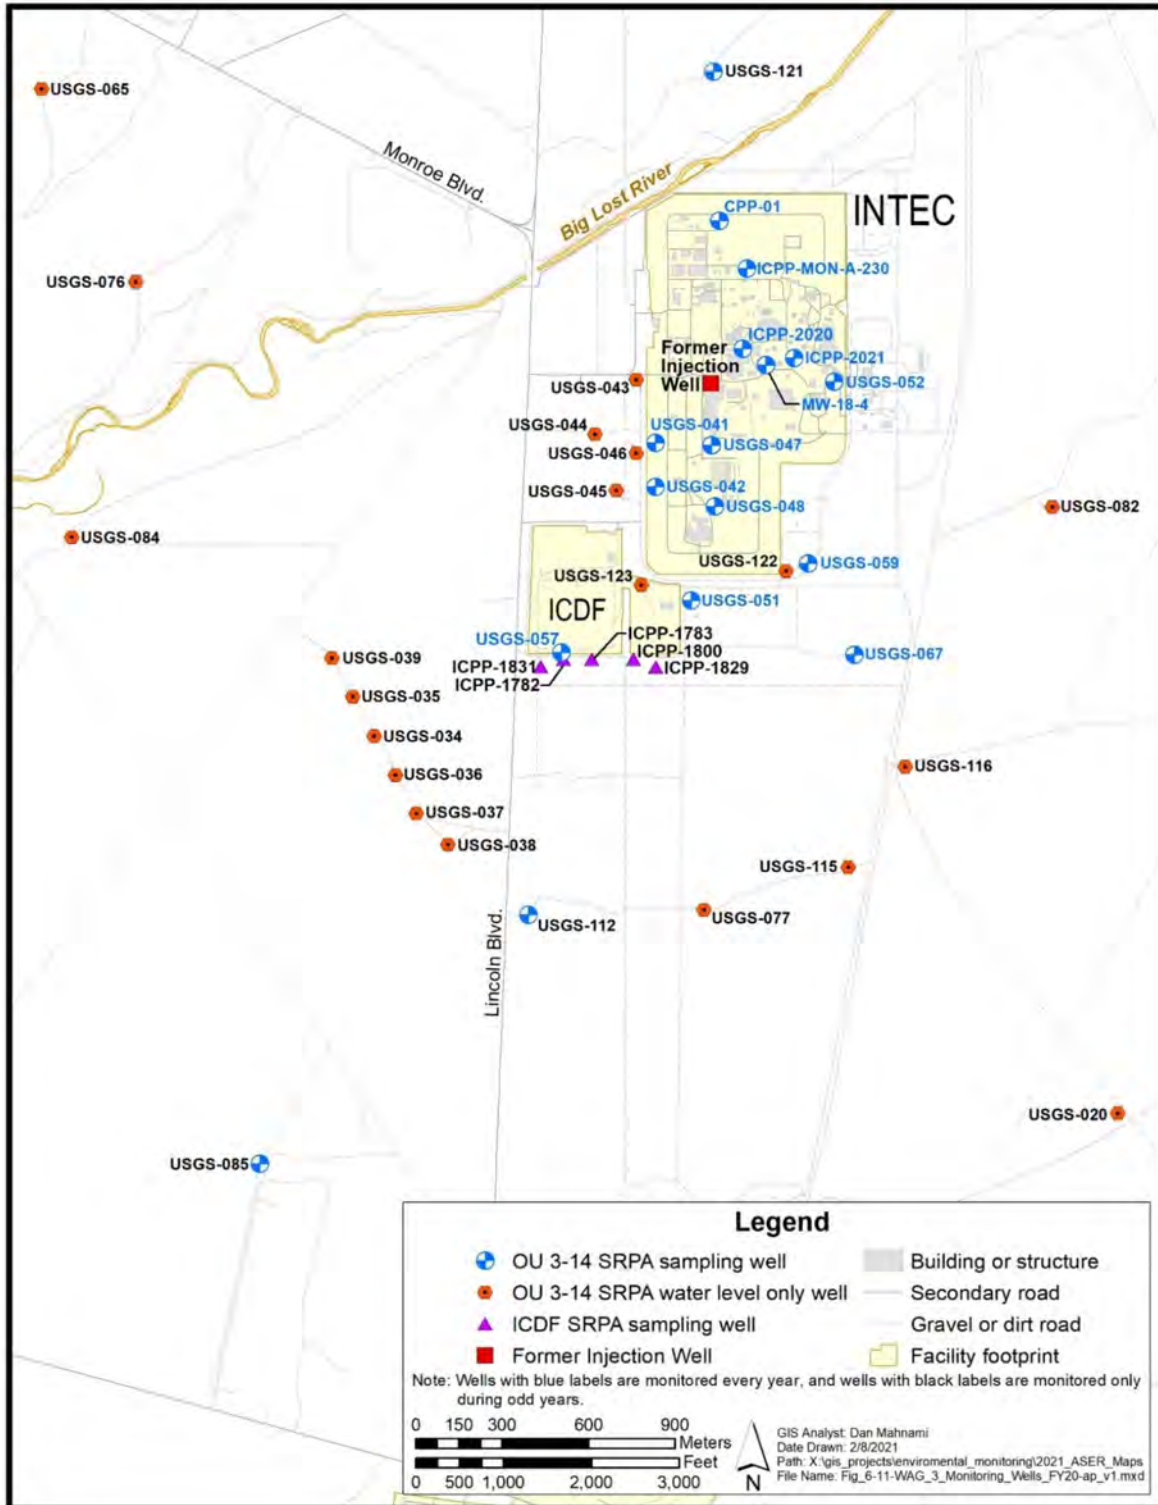 USGS-121
USGS-065
Monroe Blvd.
Big Lost River
CPP-01
INTEC
ICPP-MON-A-230
USGS-076
ICPP-2020
Former
Injection
Well
ICPP-2021
USGS-043
USGS-052
MW-18-4
USGS-044
USGS-041
USGS-047
USGS-046
USGS-045
USGS-042
USGS-048
USGS-082
USGS-084
USGS-122
USGS-059
USGS-123
ICDF
USGS-051
USGS-057
ICPP-1783
ICPP-1800
USGS-067
USGS-039
ICPP-1831
ICPP-1829
ICPP-1782
USGS-035
USGS-034
USGS-036
USGS-116
USGS-037
USGS-038
USGS-115
USGS-077
USGS-112
Lincoln Blvd.
USGS-020
USGS-085
Legend
OU 3-14 SRPA sampling well
Building or structure
OU 3-14 SRPA water level only well
Secondary road
ICDF SRPA sampling well
Gravel or dirt road
Former Injection Well
Facility footprint
Note: Wells with blue labels are monitored every year, and wells with black labels are monitored only
during odd years.
0 150 300 600 900
Meters
Feet
0 500 1,000 2,000 3,000
N
GIS Analyst: Dan Mahnami
Date Drawn: 2/8/2021
Path: X:\gis_projects\enviromental_monitoring\2021_ASER_Maps
File Name: Fig_6-11-WAG_3_Monitoring_Wells_FY20-ap_v1.mxd